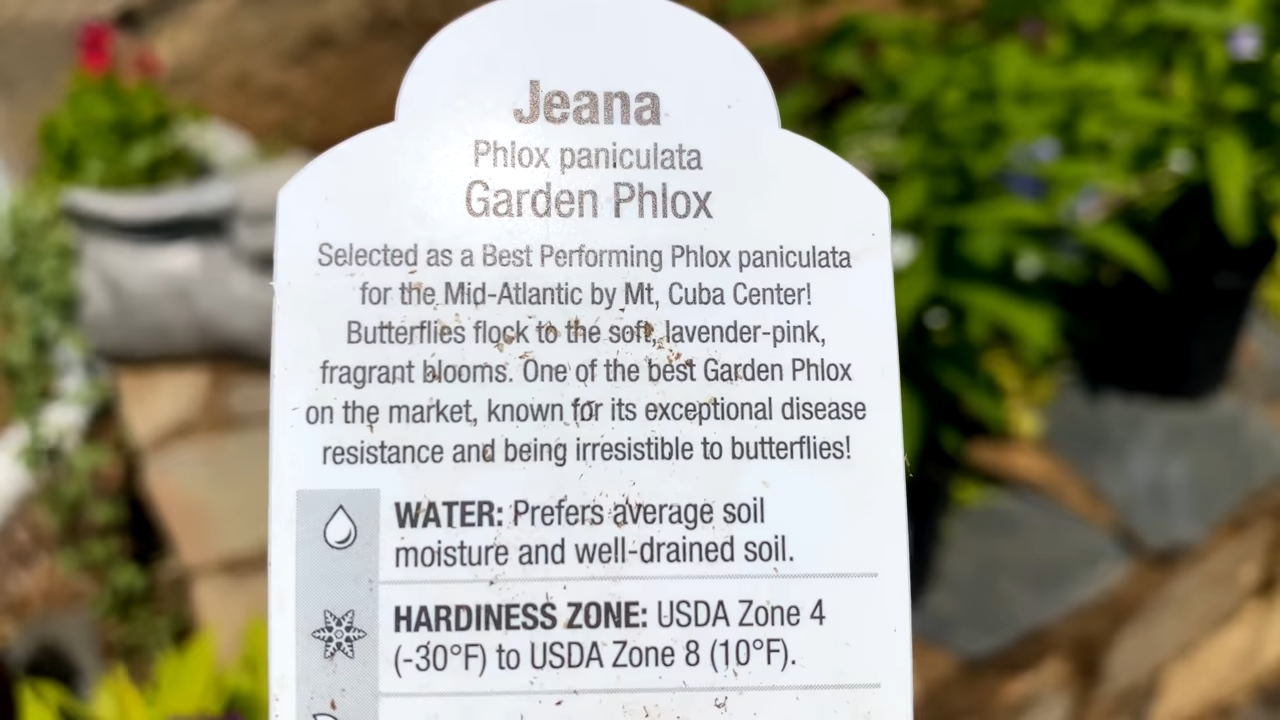 Jeana
Phlox paniculata
Garden Phlox
Selected as a Best Performing Phlox paniculata
for the Mid-Atlantic by Mt, Cuba Center!
Butterflies flock to the soft, lavender-pink,
fragrant blooms. One of the best Garden Phlox
on the market, known for its exceptional disease
resistance and being irresistible to butterflies!
WATER: Prefers average soil
moisture and well-drained soil.
HARDINESS ZONE: USDA Zone 4
(-30°F) to USDA Zone 8 (10°F).